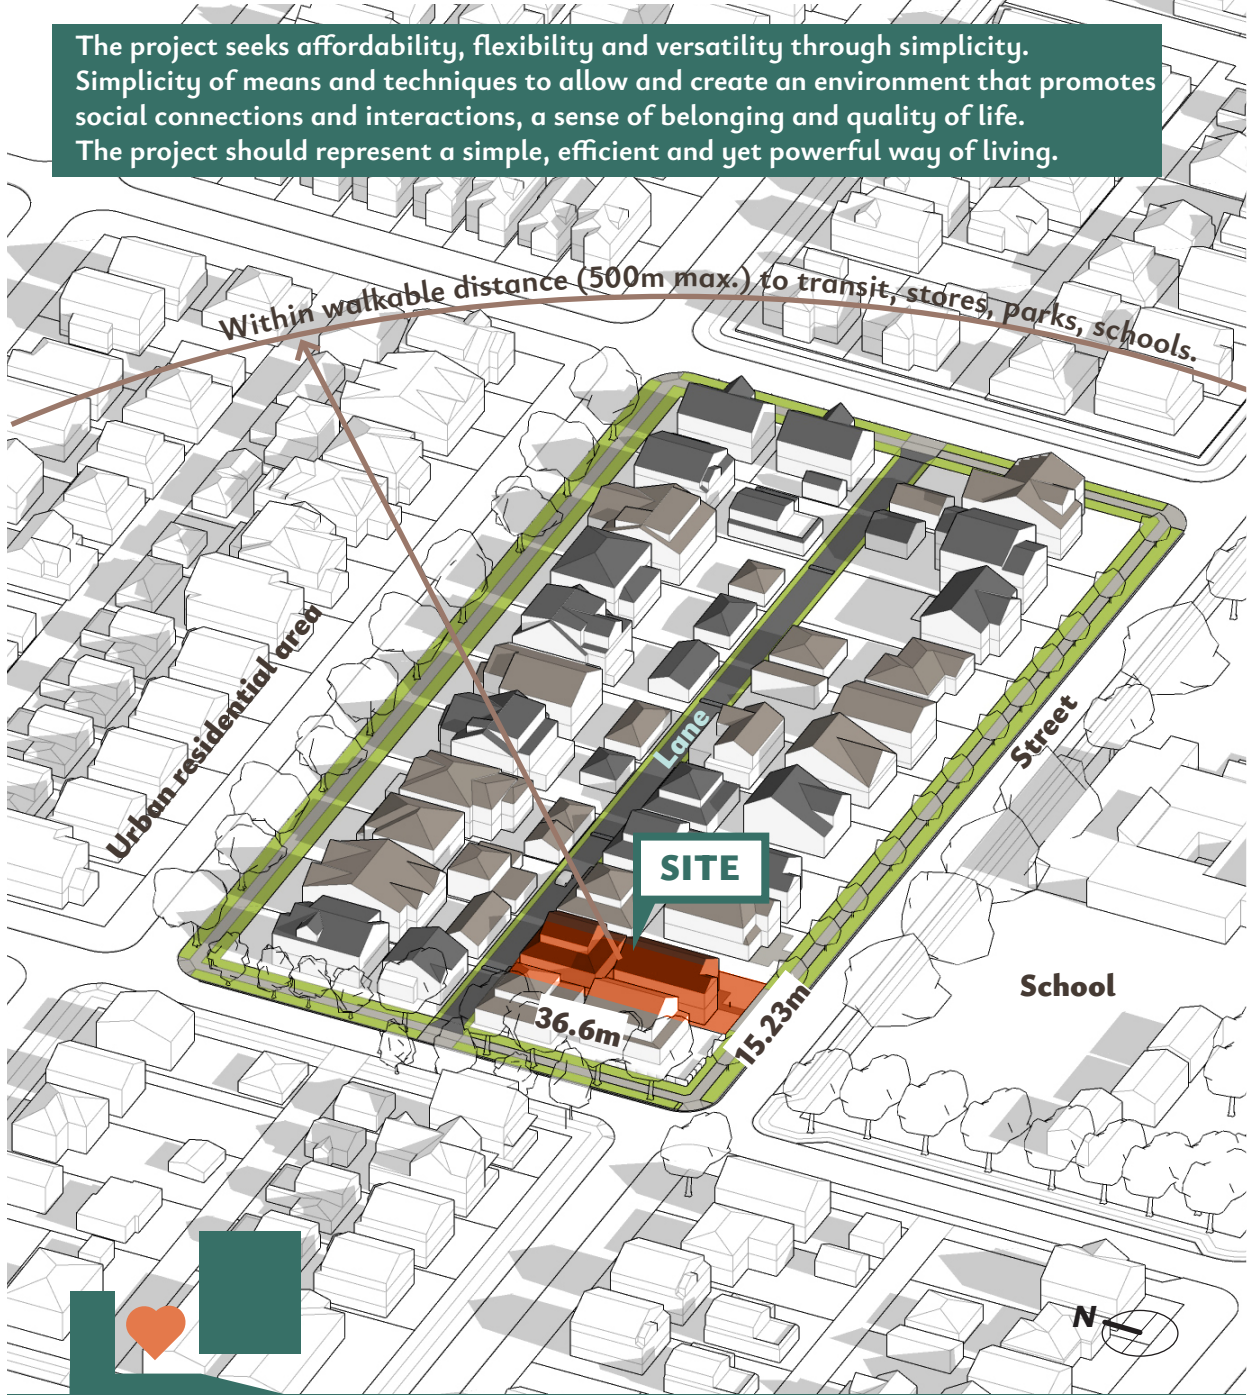 The project seeks affordability, flexibility and versatility through simplicity.
Simplicity of means and techniques to allow and create an environment that promotes
social connections and interactions, a sense of belonging and quality of life.
The project should represent a simple, efficient and yet powerful way of living.
Within walkable distance (500m max.) to transit, stores, parks, schools.
Urban residential area
Lane
Street
SITE
School
36.6m
15.23m
N